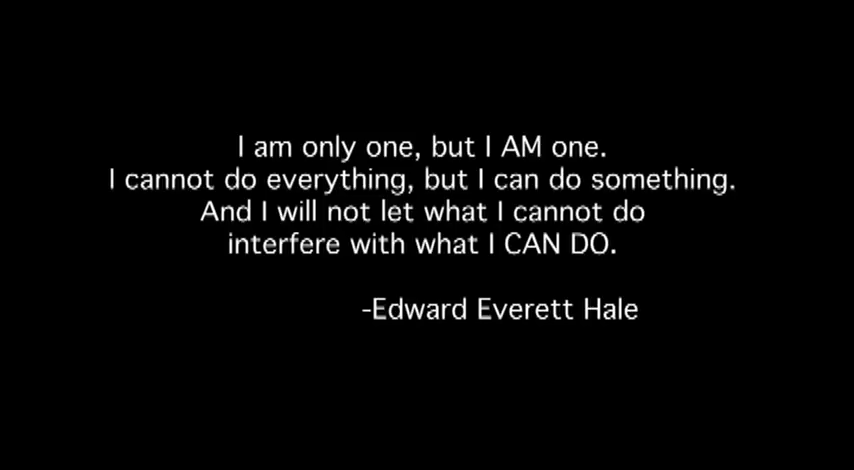 I am only one, but I AM one.
I cannot do everything, but I can do something.
And I will not let what I cannot do
interfere with what I CAN DO.
-Edward Everett Hale